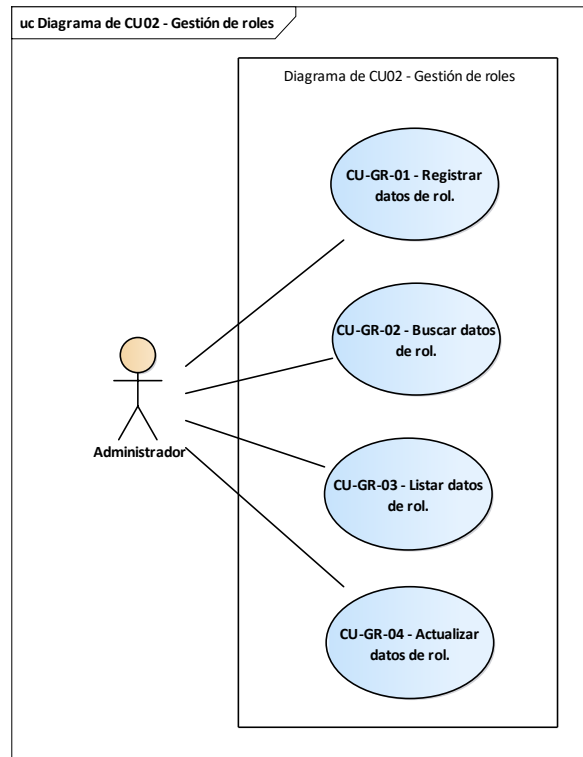 uc Diagrama de CU02 - Gestión de roles
Diagrama de CU02 - Gestión de roles
CU-GR-01 - Registrar
datos de rol.
CU-GR-02 - Buscar datos
de rol.
Administrador
CU-GR-03 - Listar datos
de rol.
CU-GR-04 - Actualizar
datos de rol.